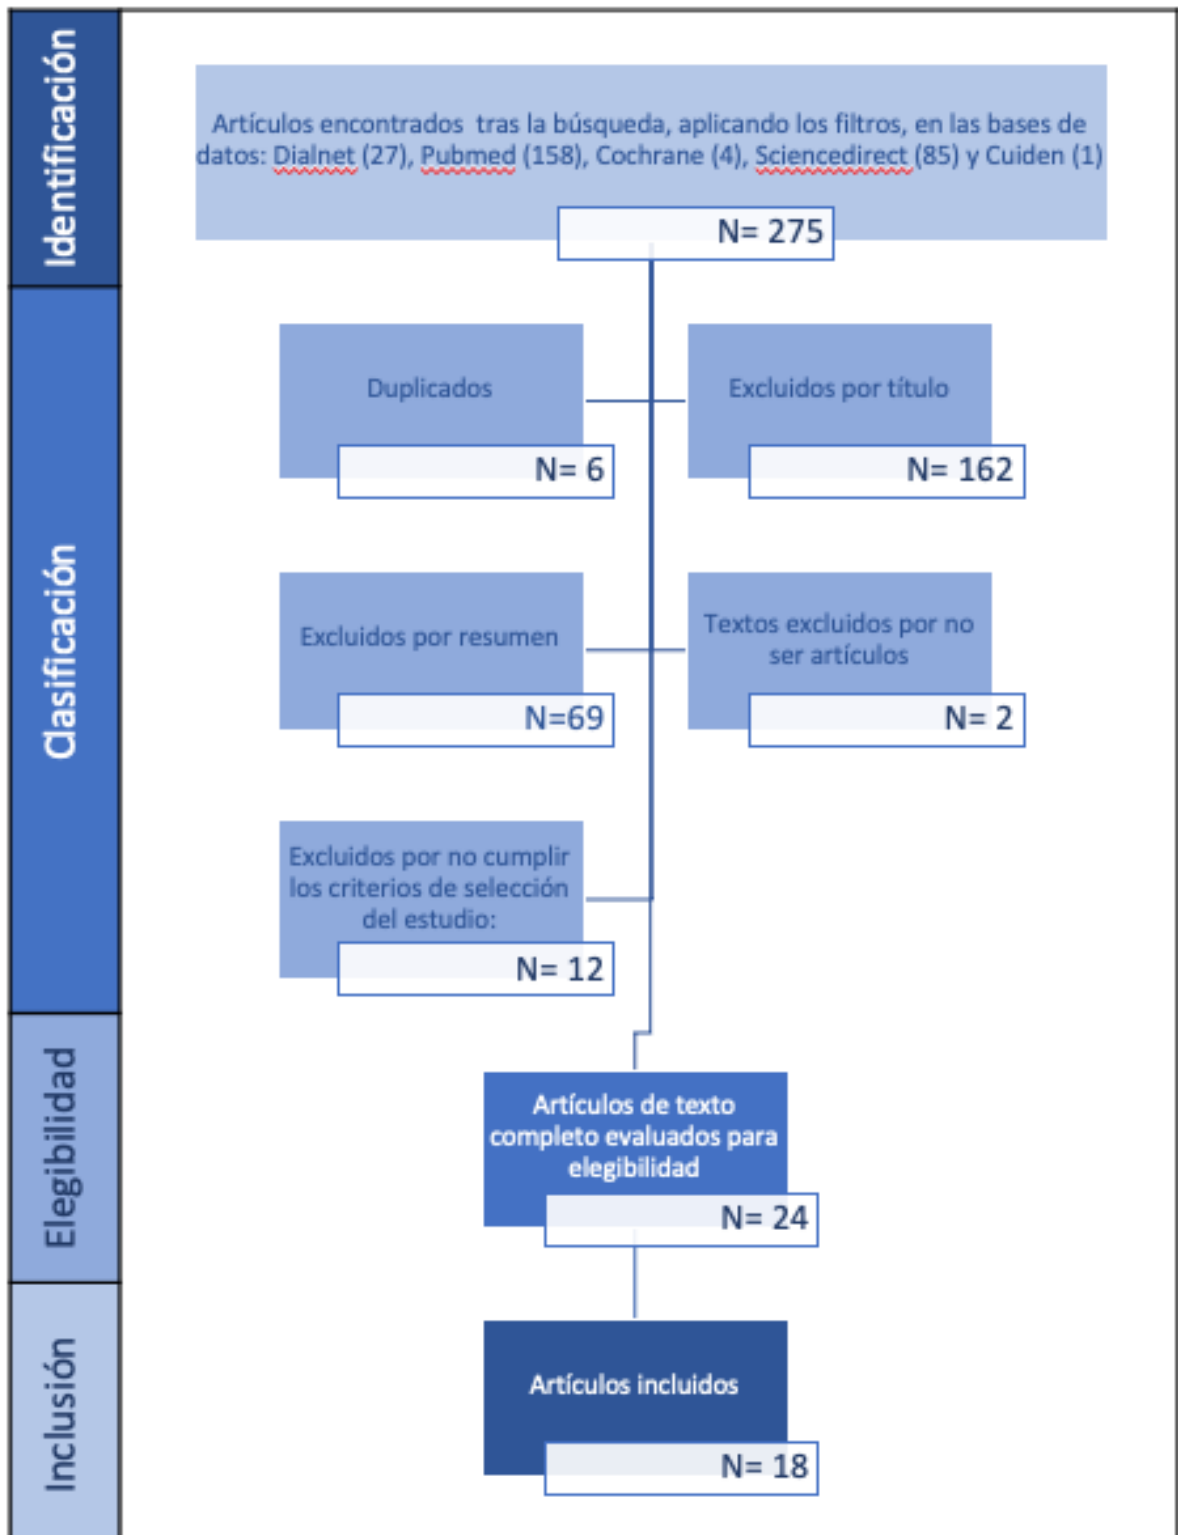 Identificación
Artículos encontrados tras la búsqueda, aplicando los filtros, en las bases de
datos: Dialnet (27), Pubmed (158), Cochrane (4), Sciencedirect (85) y Cuiden (1)
N= 275
Clasificación
Duplicados
N= 6
Excluidos por título
N= 162
Excluidos por resumen
N=69
Textos excluidos por no
ser artículos
N= 2
Excluidos por no cumplir
los criterios de selección
del estudio:
N= 12
Elegibilidad
Artículos de texto
completo evaluados para
elegibilidad
N= 24
Inclusión
Artículos incluidos
N= 18